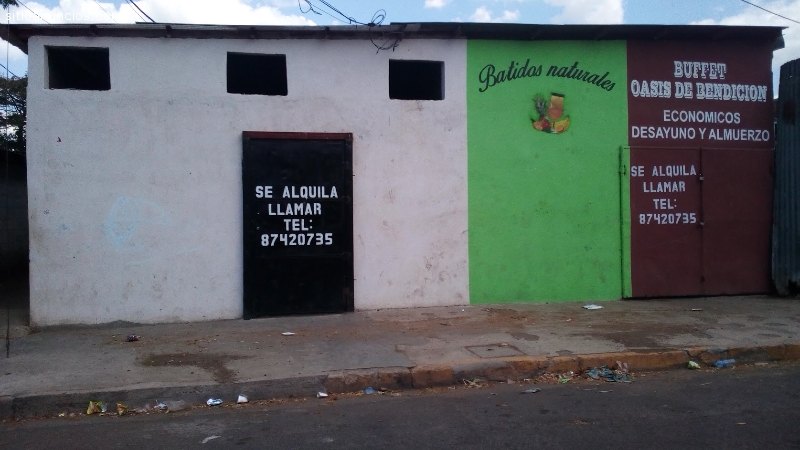 SE ALQUILA
LLAMAR
TEL:
87420735
Batidos naturales
BUFFET
OASIS DE BENDICION
ECONOMICOS
DESAYUNO Y ALMUERZO
SE ALQUILA
LLAMAR
TEL:
87420735